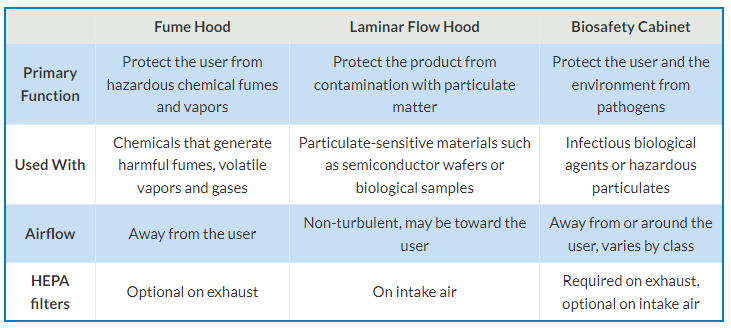 Fume Hood Laminar Flow Hood Biosafety Cabinet
Primary Function Protect the user from hazardous chemical fumes and vapors Protect the product from contamination with particulate matter Protect the user and the environment from pathogens
Used With Chemicals that generate harmful fumes, volatile vapors and gases Particulate-sensitive materials such as semiconductor wafers or biological samples Infectious biological agents or hazardous particulates
Airflow Away from the user Non-turbulent, may be toward the user Away from or around the user, varies by class
HEPA filters Optional on exhaust On intake air Required on exhaust, optional on intake air